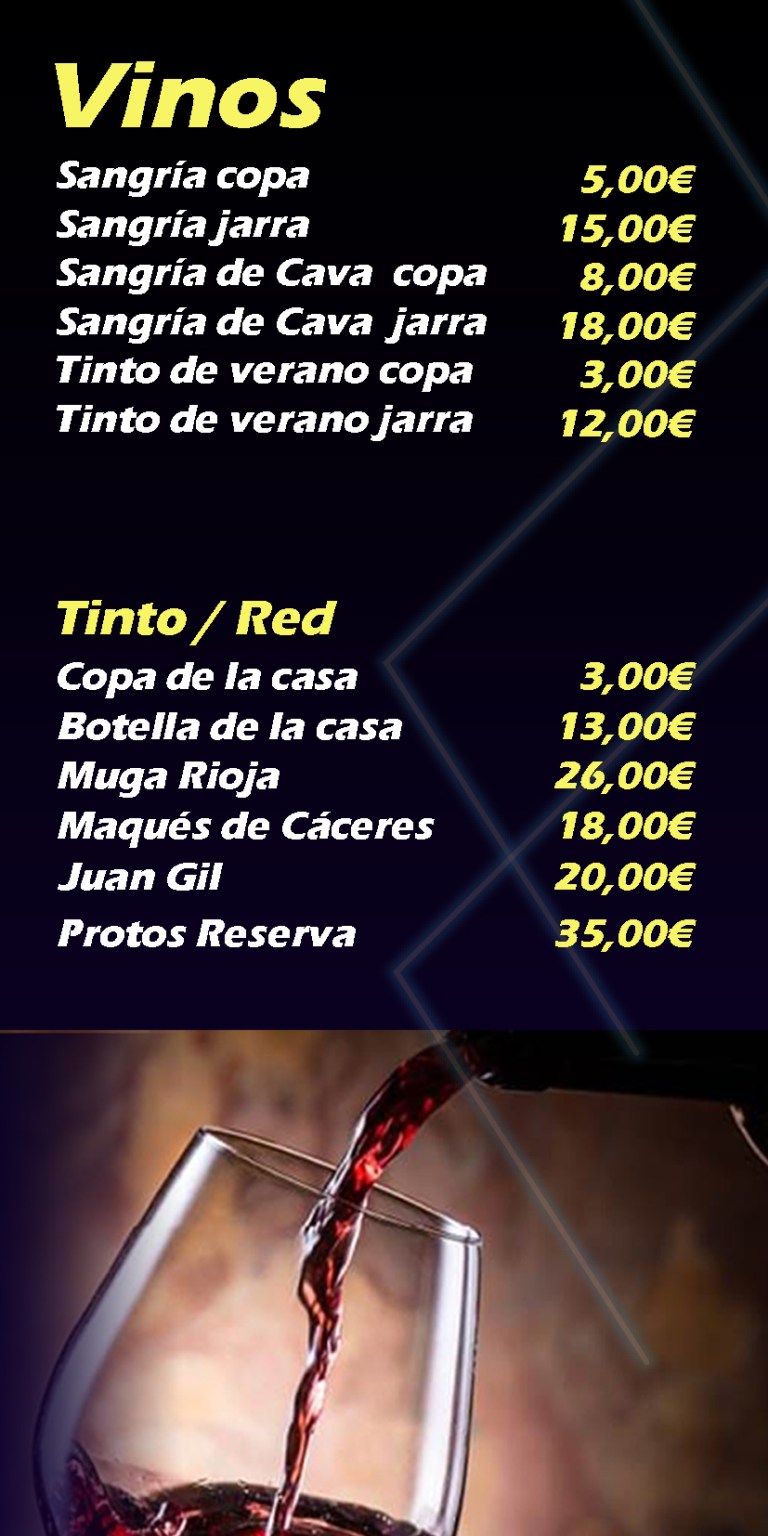 Vinos
Sangría copa 5,00€
Sangría jarra 15,00€
Sangría de Cava copa 8,00€
Sangría de Cava jarra 18,00€
Tinto de verano copa 3,00€
Tinto de verano jarra 12,00€
Tinto / Red
Copa de la casa 3,00€
Botella de la casa 13,00€
Muga Rioja 26,00€
Maqués de Cáceres 18,00€
Juan Gil 20,00€
Protos Reserva 35,00€